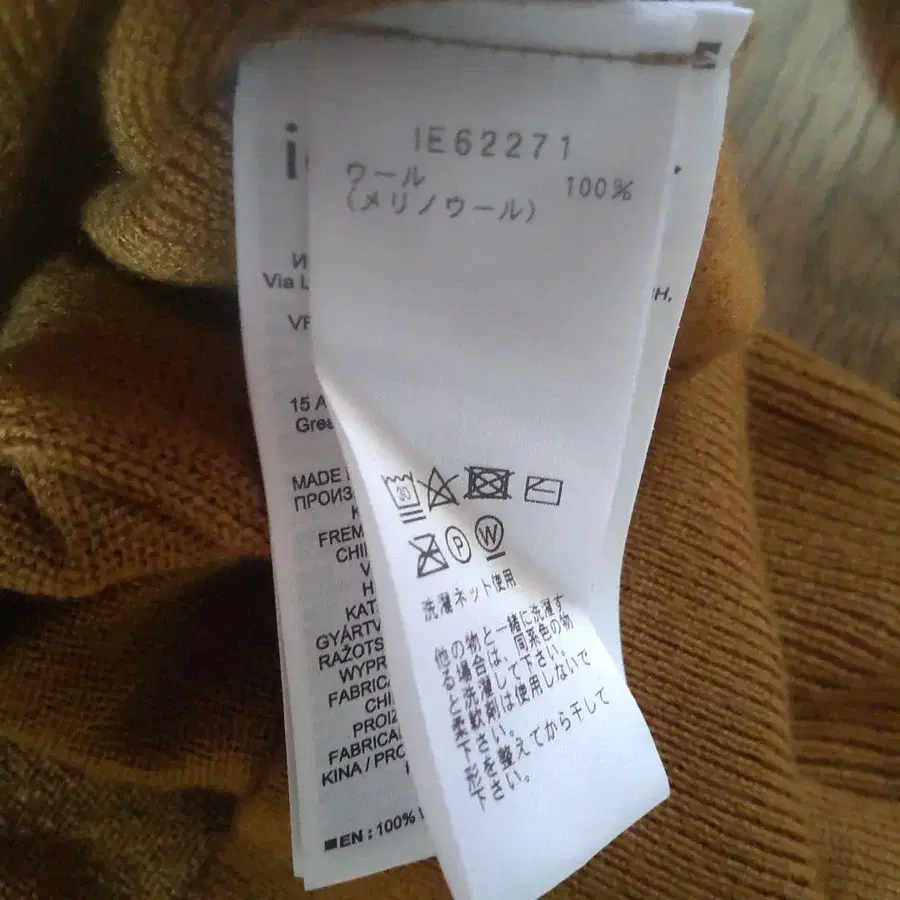 IE62271
ウール 100%
(メリノウール)
30
P W
洗濯ネット使用
他の物と一緒に洗濯す
る場合は、同系色の物
と洗濯して下さい。
柔軟剤は使用しないで
下さい。
形を整えてから干して
下さい。
Via L
H,
VF
15 A
Gree
MADE
ПРОИЗ
FREM
CHI
KAT
GYÁRTV
RAŽOTS
WYPR
FABRICA
CHI
PROIZ
FABRICA
KINA / PRO
EN : 100%